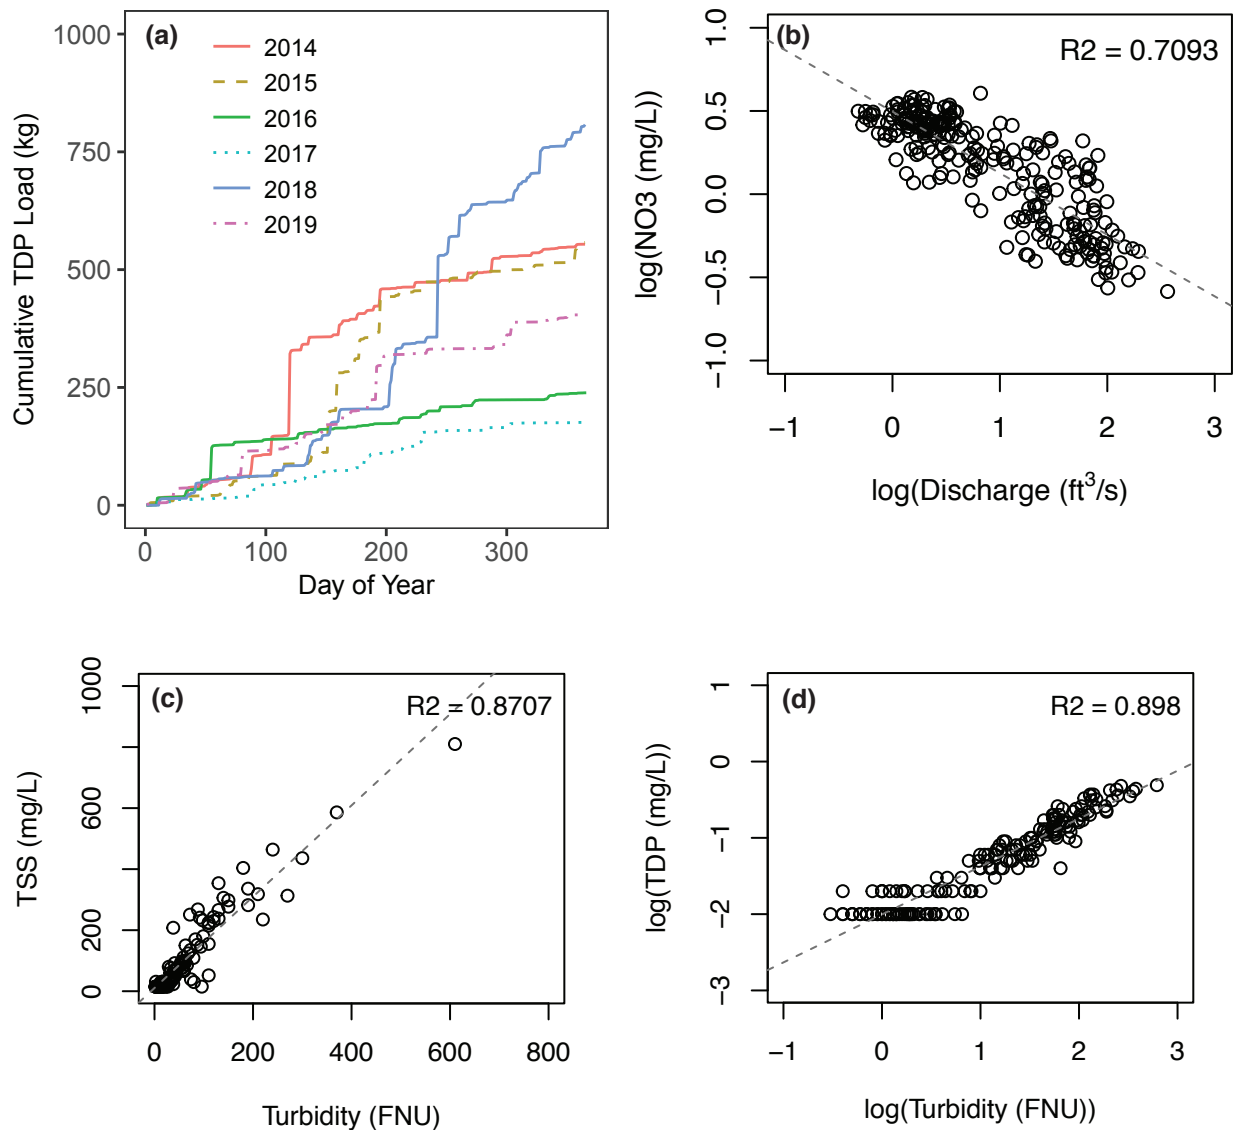 (a)
2014
2015
2016
2017
2018
2019
1000
750
500
250
0
Cumulative TDP Load (kg)
0 100 200 300
Day of Year
(b)
R2 = 0.7093
1.0
0.5
0.0
−0.5
−1.0
log(NO3 (mg/L))
−1 0 1 2 3
log(Discharge (ft³/s)
(c)
R2 = 0.8707
1000
600
200
0
TSS (mg/L)
0 200 400 600 800
Turbidity (FNU)
(d)
R2 = 0.898
1
0
−1
−2
−3
log(TDP (mg/L))
−1 0 1 2 3
log(Turbidity (FNU))